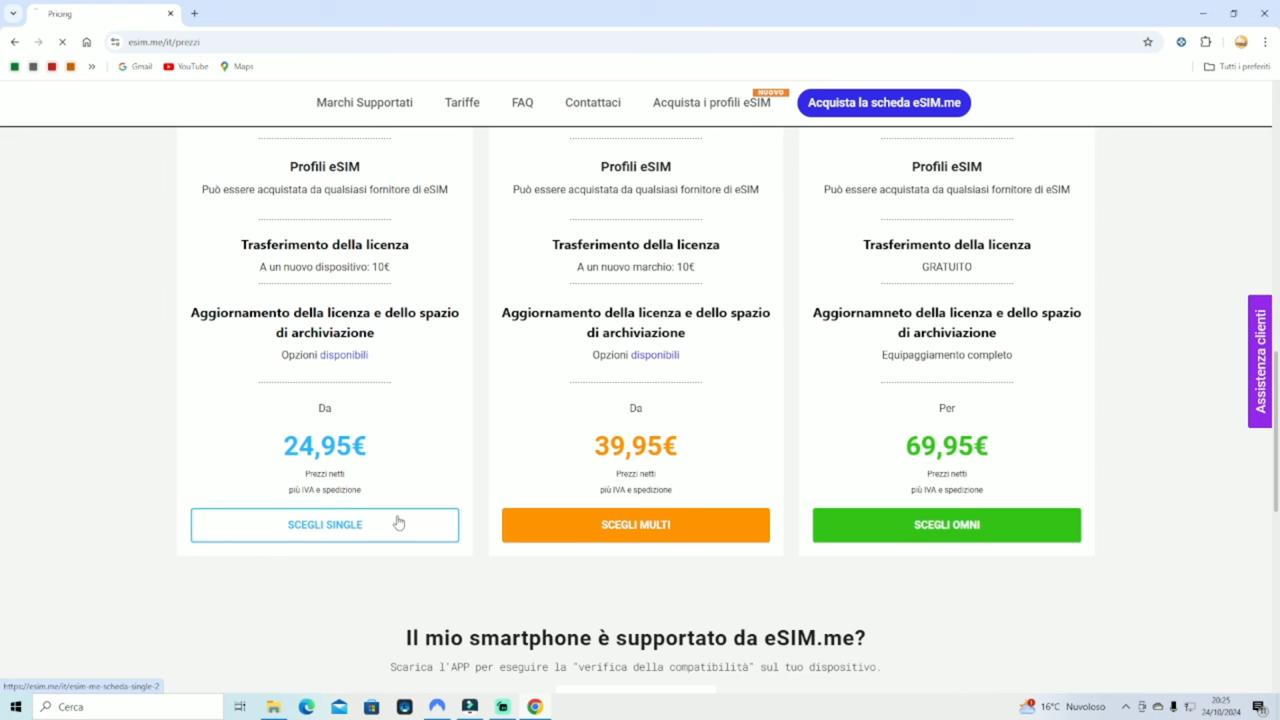 Pricing
esim.me/it/prezzi
Gmail
YouTube
Maps
Tutti i preferiti
Marchi Supportati
Tariffe
FAQ
Contattaci
Acquista i profili eSIM
NUOVO
Acquista la scheda eSIM.me
Profili eSIM
Può essere acquistata da qualsiasi fornitore di eSIM
Trasferimento della licenza
A un nuovo dispositivo: 10€
Aggiornamento della licenza e dello spazio
di archiviazione
Opzioni disponibili
Da
24,95€
Prezzi netti
più IVA e spedizione
SCEGLI SINGLE
Profili eSIM
Può essere acquistata da qualsiasi fornitore di eSIM
Trasferimento della licenza
A un nuovo marchio: 10€
Aggiornamento della licenza e dello spazio
di archiviazione
Opzioni disponibili
Da
39,95€
Prezzi netti
più IVA e spedizione
SCEGLI MULTI
Profili eSIM
Può essere acquistata da qualsiasi fornitore di eSIM
Trasferimento della licenza
GRATUITO
Aggiornamneto della licenza e dello spazio
di archiviazione
Equipaggiamento completo
Per
69,95€
Prezzi netti
più IVA e spedizione
SCEGLI OMNI
Assistenza clienti
Il mio smartphone è supportato da eSIM.me?
Scarica l'APP per eseguire la "verifica della compatibilità" sul tuo dispositivo.
https://esim.me/it/esim-me-scheda-single-2
Cerca
16°C Nuvoloso
20:25
24/10/2024